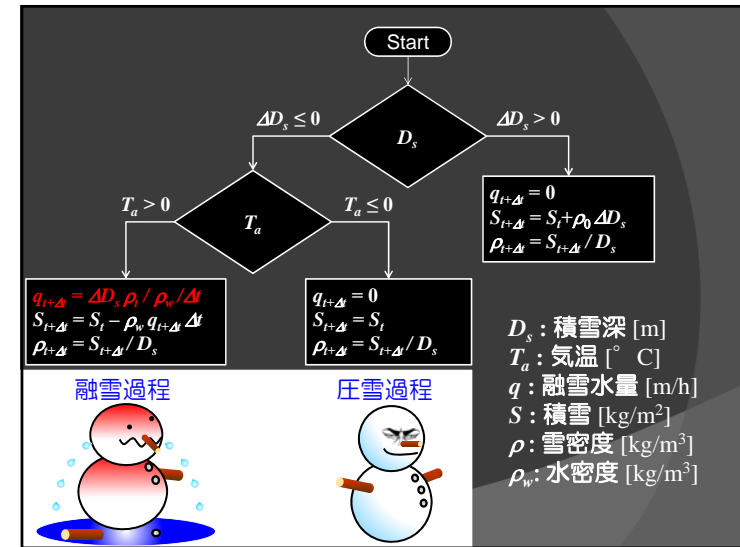 Start
ΔDₛ ≤ 0
ΔDₛ > 0
Dₛ
Tₐ > 0
Tₐ ≤ 0
Tₐ
qₜ₊Δₜ = 0
Sₜ₊Δₜ = Sₜ + ρ₀ ΔDₛ
ρₜ₊Δₜ = Sₜ₊Δₜ / Dₛ
qₜ₊Δₜ = ΔDₛ ρₜ / ρ_w / Δt
Sₜ₊Δₜ = Sₜ – ρ_w qₜ₊Δₜ Δt
ρₜ₊Δₜ = Sₜ₊Δₜ / Dₛ
qₜ₊Δₜ = 0
Sₜ₊Δₜ = Sₜ
ρₜ₊Δₜ = Sₜ₊Δₜ / Dₛ
融雪過程
圧雪過程
Dₛ : 積雪深 [m]
Tₐ : 気温 [° C]
q : 融雪水量 [m/h]
S : 積雪 [kg/m²]
ρ : 雪密度 [kg/m³]
ρ_w : 水密度 [kg/m³]